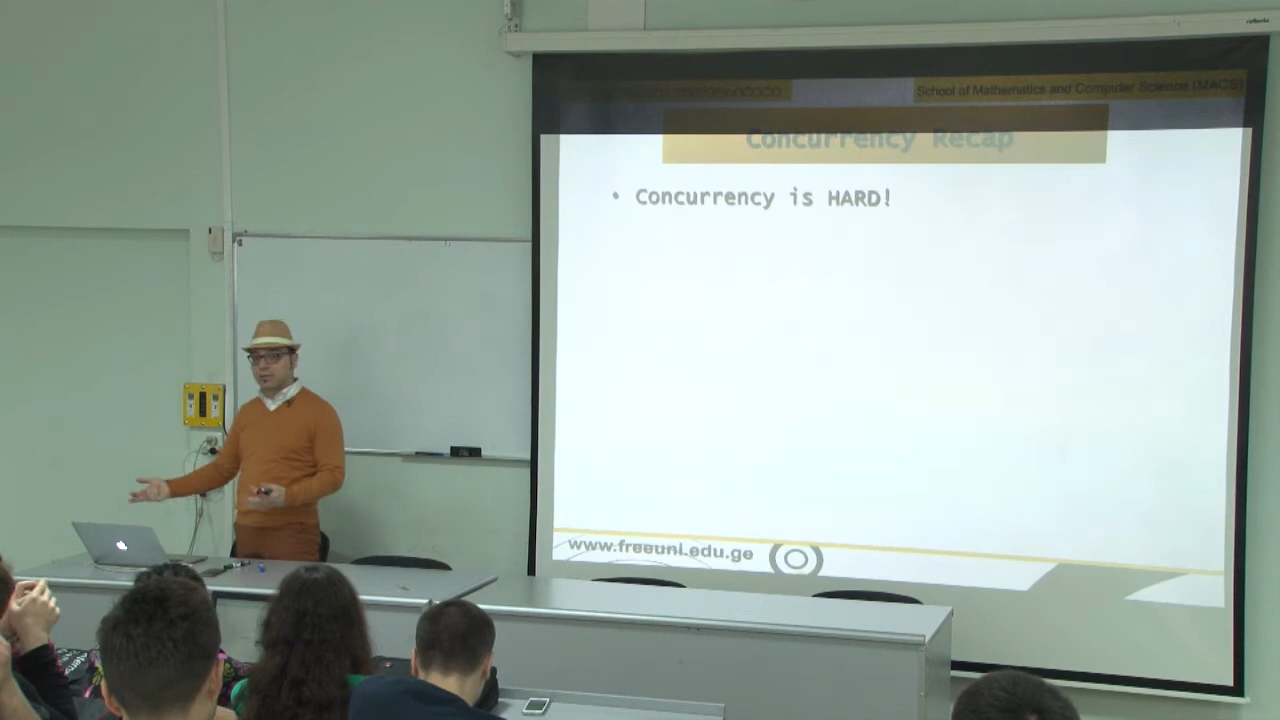 School of Mathematics and Computer Science (MACS)
Concurrency Recap
• Concurrency is HARD!
www.freeuni.edu.ge